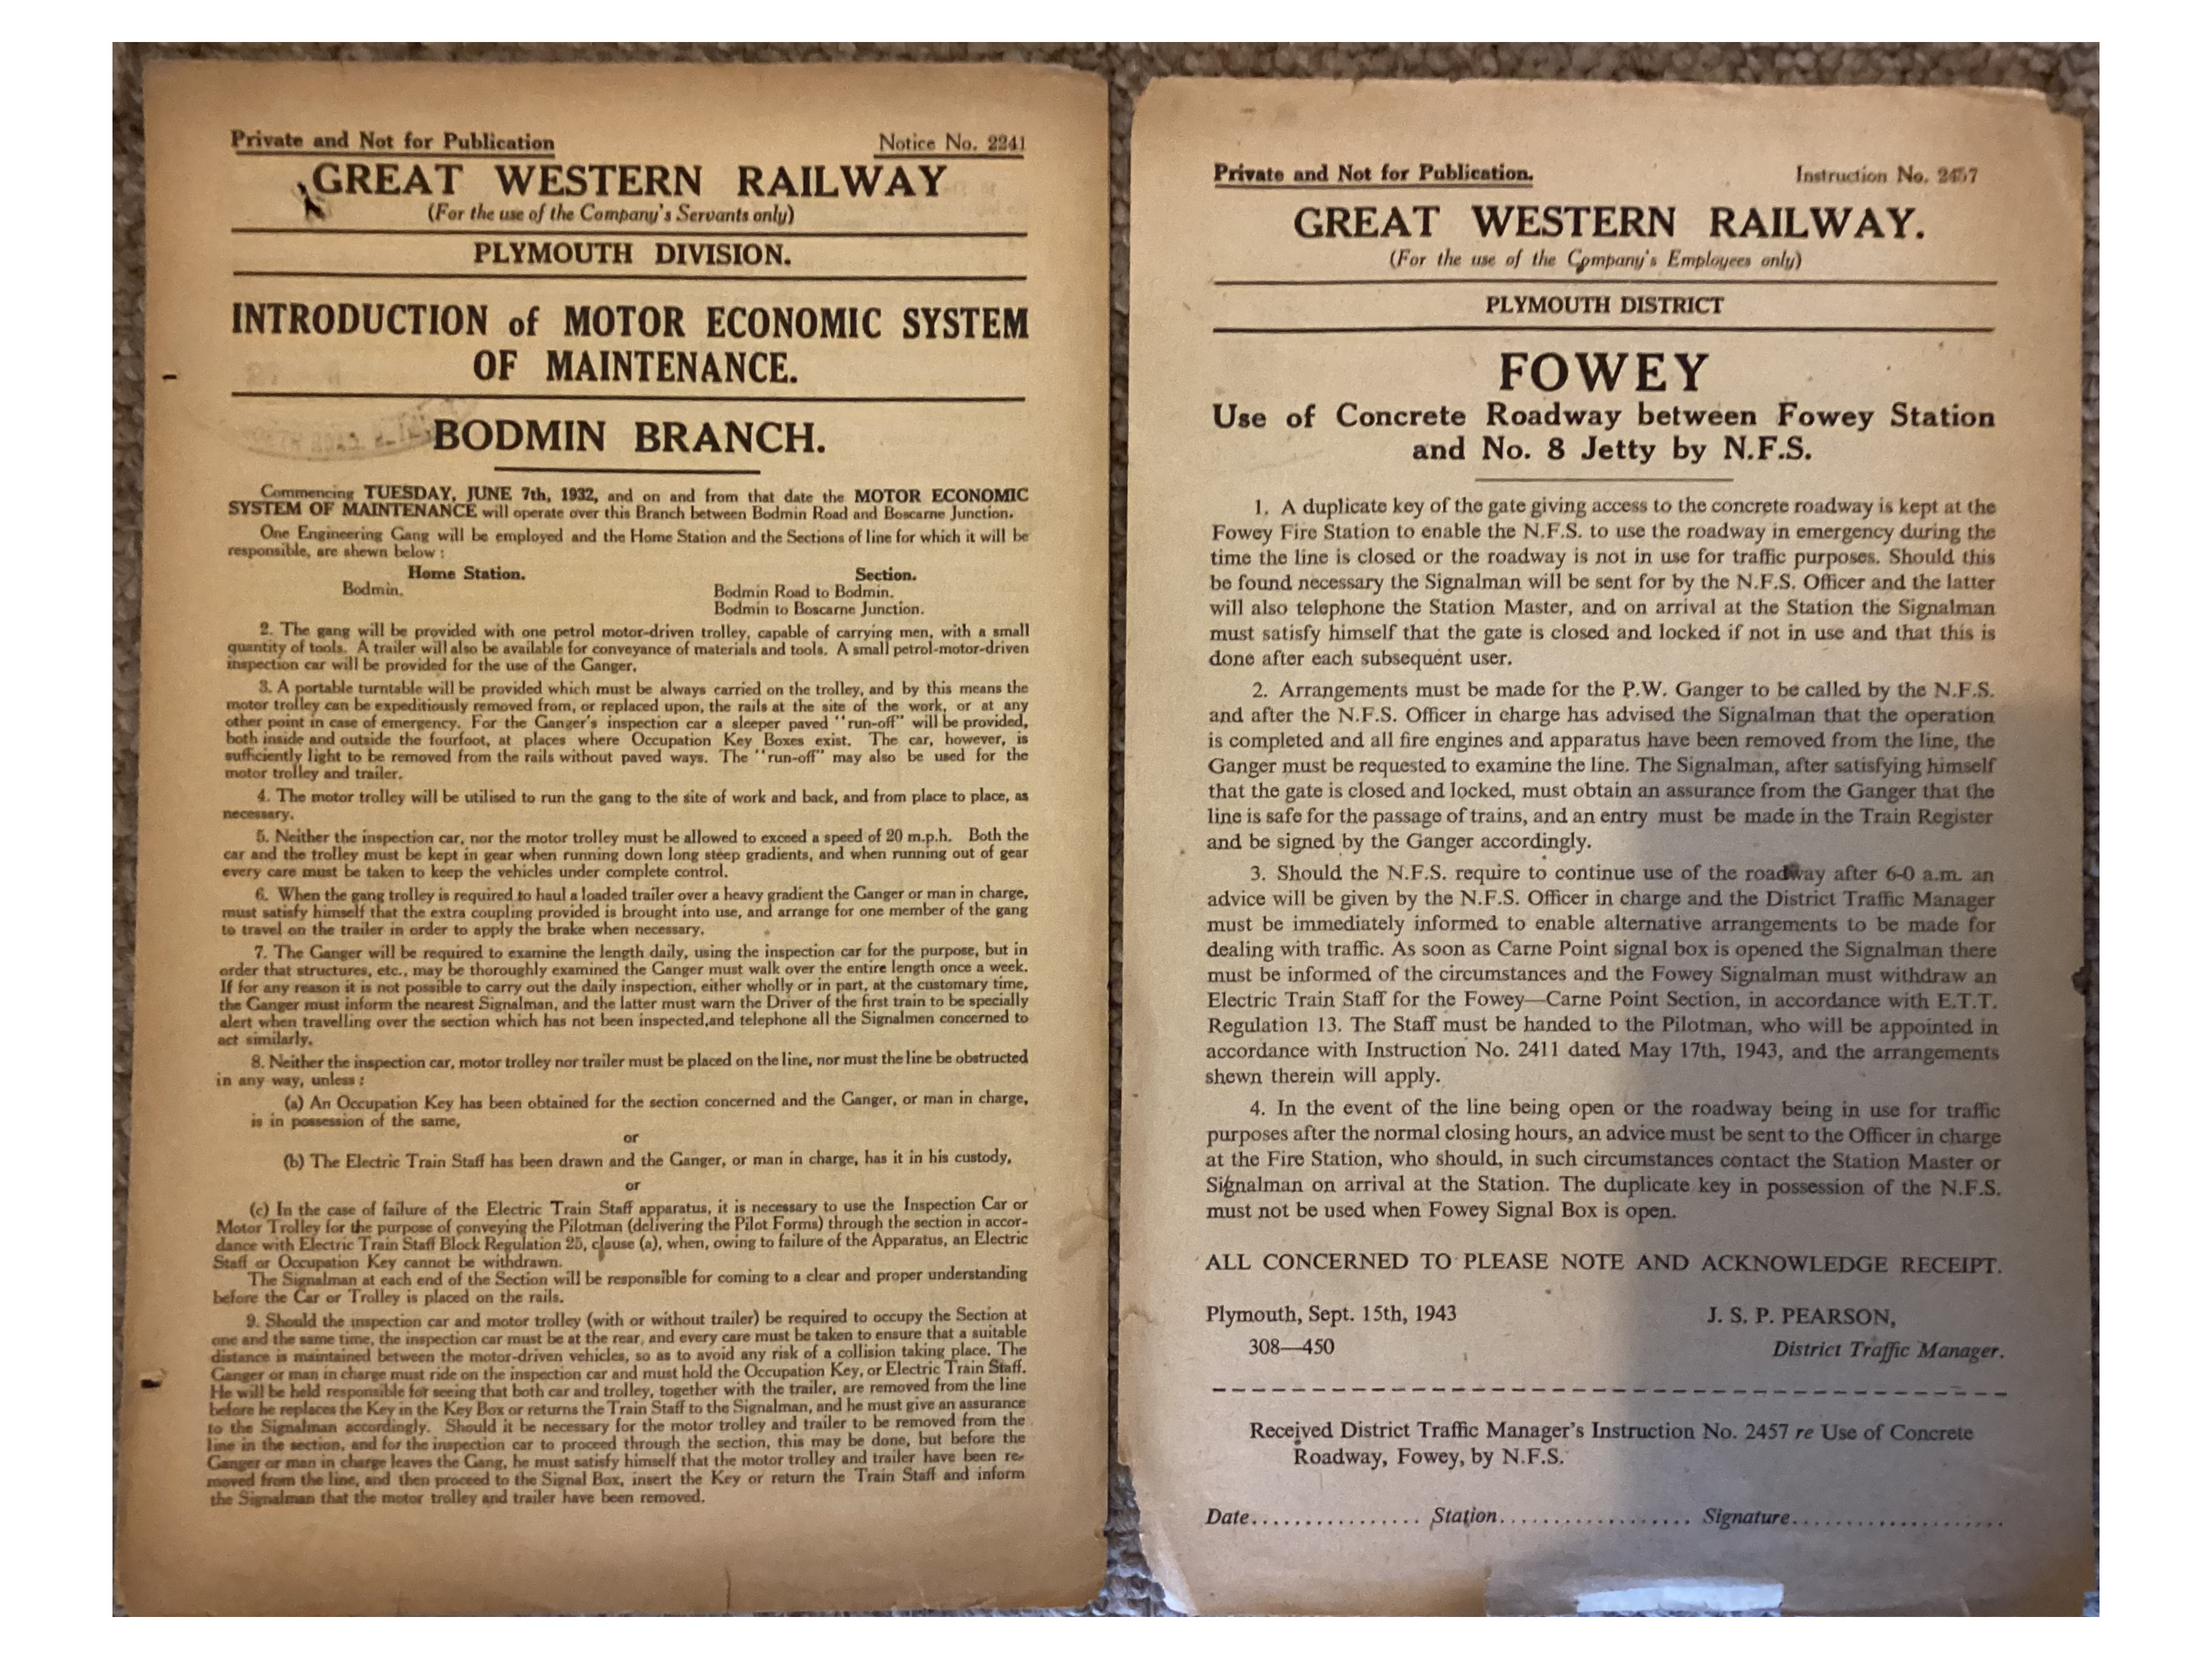 Private and Not for Publication
Notice No. 2241
GREAT WESTERN RAILWAY
(For the use of the Company's Servants only)
PLYMOUTH DIVISION.
INTRODUCTION of MOTOR ECONOMIC SYSTEM
OF MAINTENANCE.
BODMIN BRANCH.
Commencing TUESDAY, JUNE 7th, 1932, and on and from that date the MOTOR ECONOMIC
SYSTEM OF MAINTENANCE will operate over this Branch between Bodmin Road and Boscarne Junction.
One Engineering Gang will be employed and the Home Station and the Sections of line for which it will be
responsible, are shewn below :
Home Station. Section.
Bodmin. Bodmin Road to Bodmin.
Bodmin to Boscarne Junction.
2. The gang will be provided with one petrol motor-driven trolley, capable of carrying men, with a small
quantity of tools. A trailer will also be available for conveyance of materials and tools. A small petrol-motor-driven
inspection car will be provided for the use of the Ganger.
3. A portable turntable will be provided which must be always carried on the trolley, and by this means the
motor trolley can be expeditiously removed from, or replaced upon, the rails at the site of the work, or at any
other point in case of emergency. For the Ganger's inspection car a sleeper paved "run-off" will be provided,
both inside and outside the fourfoot, at places where Occupation Key Boxes exist. The car, however, is
sufficiently light to be removed from the rails without paved ways. The "run-off" may also be used for the
motor trolley and trailer.
4. The motor trolley will be utilised to run the gang to the site of work and back, and from place to place, as
necessary.
5. Neither the inspection car, nor the motor trolley must be allowed to exceed a speed of 20 m.p.h. Both the
car and the trolley must be kept in gear when running down long steep gradients, and when running out of gear
every care must be taken to keep the vehicles under complete control.
6. When the gang trolley is required to haul a loaded trailer over a heavy gradient the Ganger or man in charge,
must satisfy himself that the extra coupling provided is brought into use, and arrange for one member of the gang
to travel on the trailer in order to apply the brake when necessary.
7. The Ganger will be required to examine the length daily, using the inspection car for the purpose, but in
order that structures, etc., may be thoroughly examined the Ganger must walk over the entire length once a week.
If for any reason it is not possible to carry out the daily inspection, either wholly or in part, at the customary time,
the Ganger must inform the nearest Signalman, and the latter must warn the Driver of the first train to be specially
alert when travelling over the section which has not been inspected,and telephone all the Signalmen concerned to
act similarly.
8. Neither the inspection car, motor trolley nor trailer must be placed on the line, nor must the line be obstructed
in any way, unless :
(a) An Occupation Key has been obtained for the section concerned and the Ganger, or man in charge,
is in possession of the same,
or
(b) The Electric Train Staff has been drawn and the Ganger, or man in charge, has it in his custody,
or
(c) In the case of failure of the Electric Train Staff apparatus, it is necessary to use the Inspection Car or
Motor Trolley for the purpose of conveying the Pilotman (delivering the Pilot Forms) through the section in accor-
dance with Electric Train Staff Block Regulation 25, clause (a), when, owing to failure of the Apparatus, an Electric
Staff or Occupation Key cannot be withdrawn.
The Signalman at each end of the Section will be responsible for coming to a clear and proper understanding
before the Car or Trolley is placed on the rails.
9. Should the inspection car and motor trolley (with or without trailer) be required to occupy the Section at
one and the same time, the inspection car must be at the rear, and every care must be taken to ensure that a suitable
distance is maintained between the motor-driven vehicles, so as to avoid any risk of a collision taking place. The
Ganger or man in charge must ride on the inspection car and must hold the Occupation Key, or Electric Train Staff.
He will be held responsible for seeing that both car and trolley, together with the trailer, are removed from the line
before he replaces the Key in the Key Box or returns the Train Staff to the Signalman, and he must give an assurance
to the Signalman accordingly. Should it be necessary for the motor trolley and trailer to be removed from the
line in the section, and for the inspection car to proceed through the section, this may be done, but before the
Ganger or man in charge leaves the Gang, he must satisfy himself that the motor trolley and trailer have been re-
moved from the line, and then proceed to the Signal Box, insert the Key or return the Train Staff and inform
the Signalman that the motor trolley and trailer have been removed.
Private and Not for Publication.
Instruction No. 2457
GREAT WESTERN RAILWAY.
(For the use of the Company's Employees only)
PLYMOUTH DISTRICT
FOWEY
Use of Concrete Roadway between Fowey Station
and No. 8 Jetty by N.F.S.
1. A duplicate key of the gate giving access to the concrete roadway is kept at the
Fowey Fire Station to enable the N.F.S. to use the roadway in emergency during the
time the line is closed or the roadway is not in use for traffic purposes. Should this
be found necessary the Signalman will be sent for by the N.F.S. Officer and the latter
will also telephone the Station Master, and on arrival at the Station the Signalman
must satisfy himself that the gate is closed and locked if not in use and that this is
done after each subsequent user.
2. Arrangements must be made for the P.W. Ganger to be called by the N.F.S.
and after the N.F.S. Officer in charge has advised the Signalman that the operation
is completed and all fire engines and apparatus have been removed from the line, the
Ganger must be requested to examine the line. The Signalman, after satisfying himself
that the gate is closed and locked, must obtain an assurance from the Ganger that the
line is safe for the passage of trains, and an entry must be made in the Train Register
and be signed by the Ganger accordingly.
3. Should the N.F.S. require to continue use of the roadway after 6-0 a.m. an
advice will be given by the N.F.S. Officer in charge and the District Traffic Manager
must be immediately informed to enable alternative arrangements to be made for
dealing with traffic. As soon as Carne Point signal box is opened the Signalman there
must be informed of the circumstances and the Fowey Signalman must withdraw an
Electric Train Staff for the Fowey—Carne Point Section, in accordance with E.T.T.
Regulation 13. The Staff must be handed to the Pilotman, who will be appointed in
accordance with Instruction No. 2411 dated May 17th, 1943, and the arrangements
shewn therein will apply.
4. In the event of the line being open or the roadway being in use for traffic
purposes after the normal closing hours, an advice must be sent to the Officer in charge
at the Fire Station, who should, in such circumstances contact the Station Master or
Signalman on arrival at the Station. The duplicate key in possession of the N.F.S.
must not be used when Fowey Signal Box is open.
ALL CONCERNED TO PLEASE NOTE AND ACKNOWLEDGE RECEIPT.
Plymouth, Sept. 15th, 1943 J. S. P. PEARSON,
308—450 District Traffic Manager.
Received District Traffic Manager's Instruction No. 2457 re Use of Concrete
Roadway, Fowey, by N.F.S.
Date................ Station.................. Signature....................